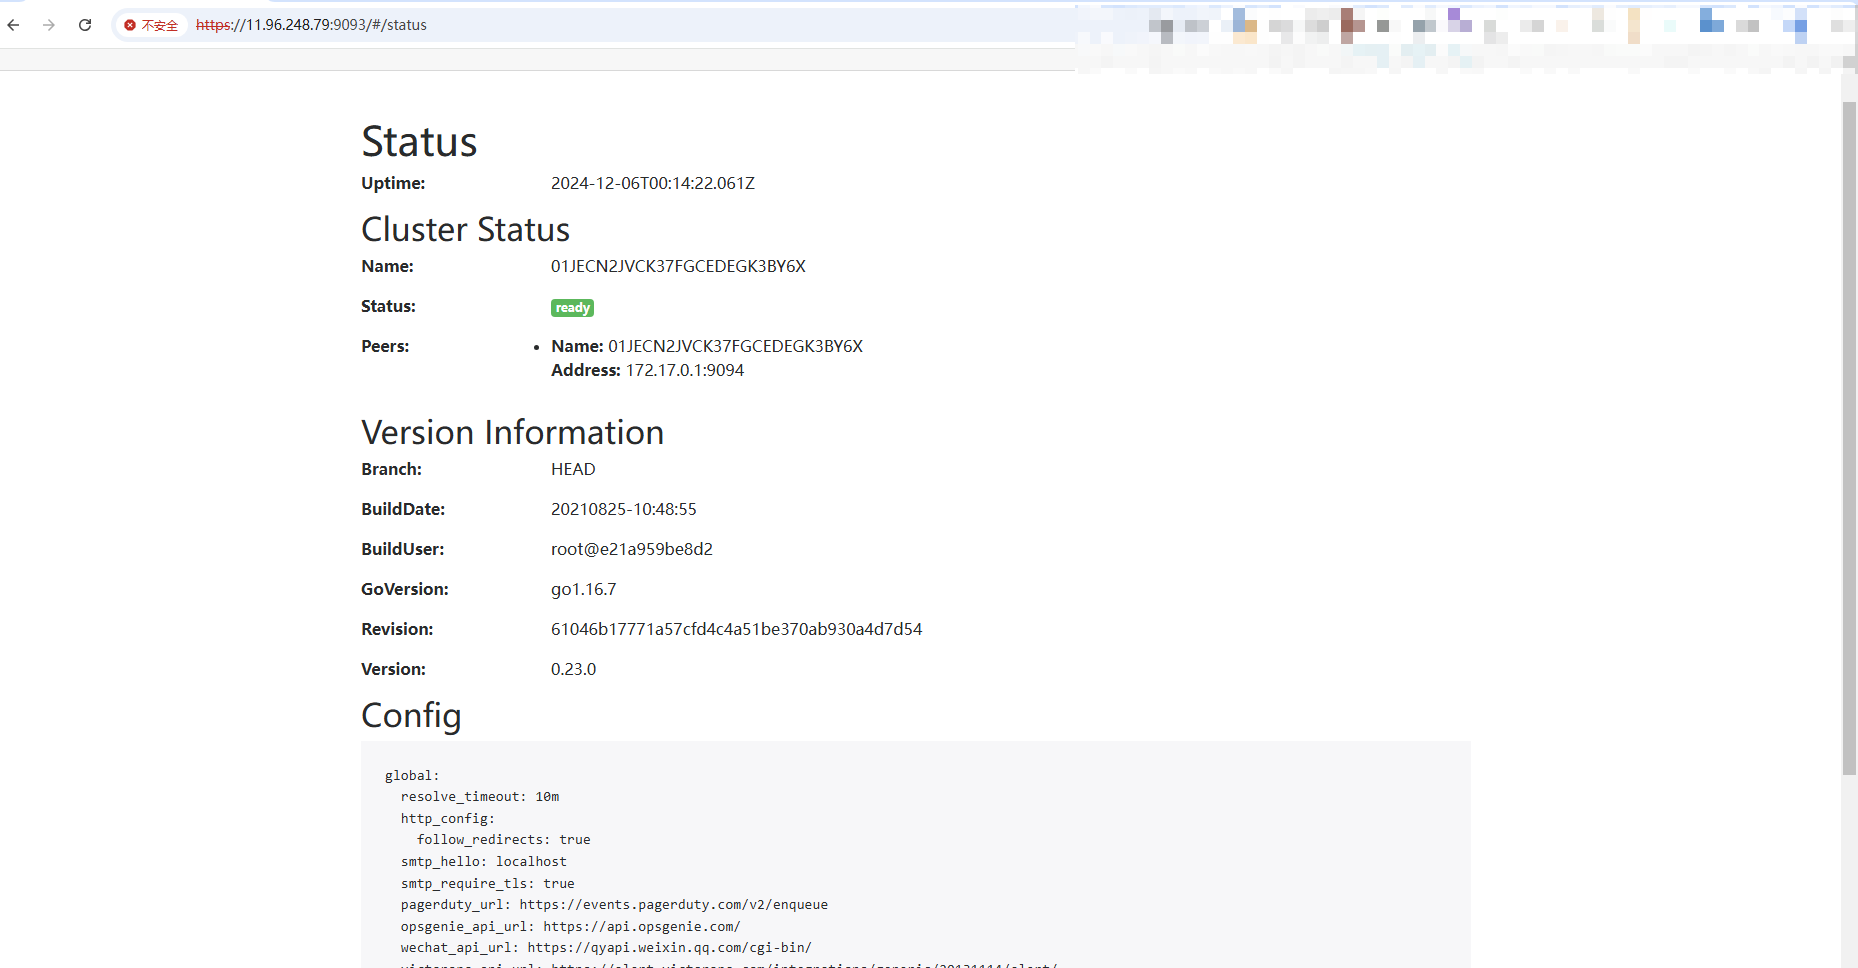 不安全 https://11.96.248.79:9093/#/status
Status
Uptime: 2024-12-06T00:14:22.061Z
Cluster Status
Name: 01JECN2JVCK37FGCEDEGK3BY6X
Status: ready
Peers: • Name: 01JECN2JVCK37FGCEDEGK3BY6X
Address: 172.17.0.1:9094
Version Information
Branch: HEAD
BuildDate: 20210825-10:48:55
BuildUser: root@e21a959be8d2
GoVersion: go1.16.7
Revision: 61046b17771a57cfd4c4a51be370ab930a4d7d54
Version: 0.23.0
Config
global:
  resolve_timeout: 10m
  http_config:
    follow_redirects: true
  smtp_hello: localhost
  smtp_require_tls: true
  pagerduty_url: https://events.pagerduty.com/v2/enqueue
  opsgenie_api_url: https://api.opsgenie.com/
  wechat_api_url: https://qyapi.weixin.qq.com/cgi-bin/